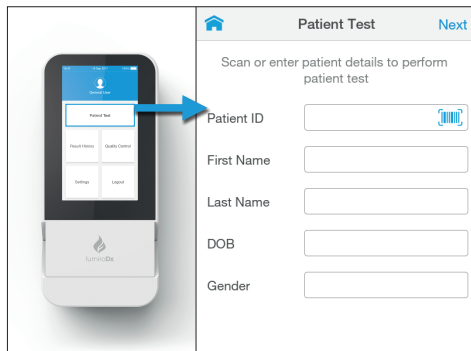 General User
Patient Test
Result History
Quality Control
Settings
Logout
lumiraDx
Patient Test
Next
Scan or enter patient details to perform
patient test
Patient ID
First Name
Last Name
DOB
Gender